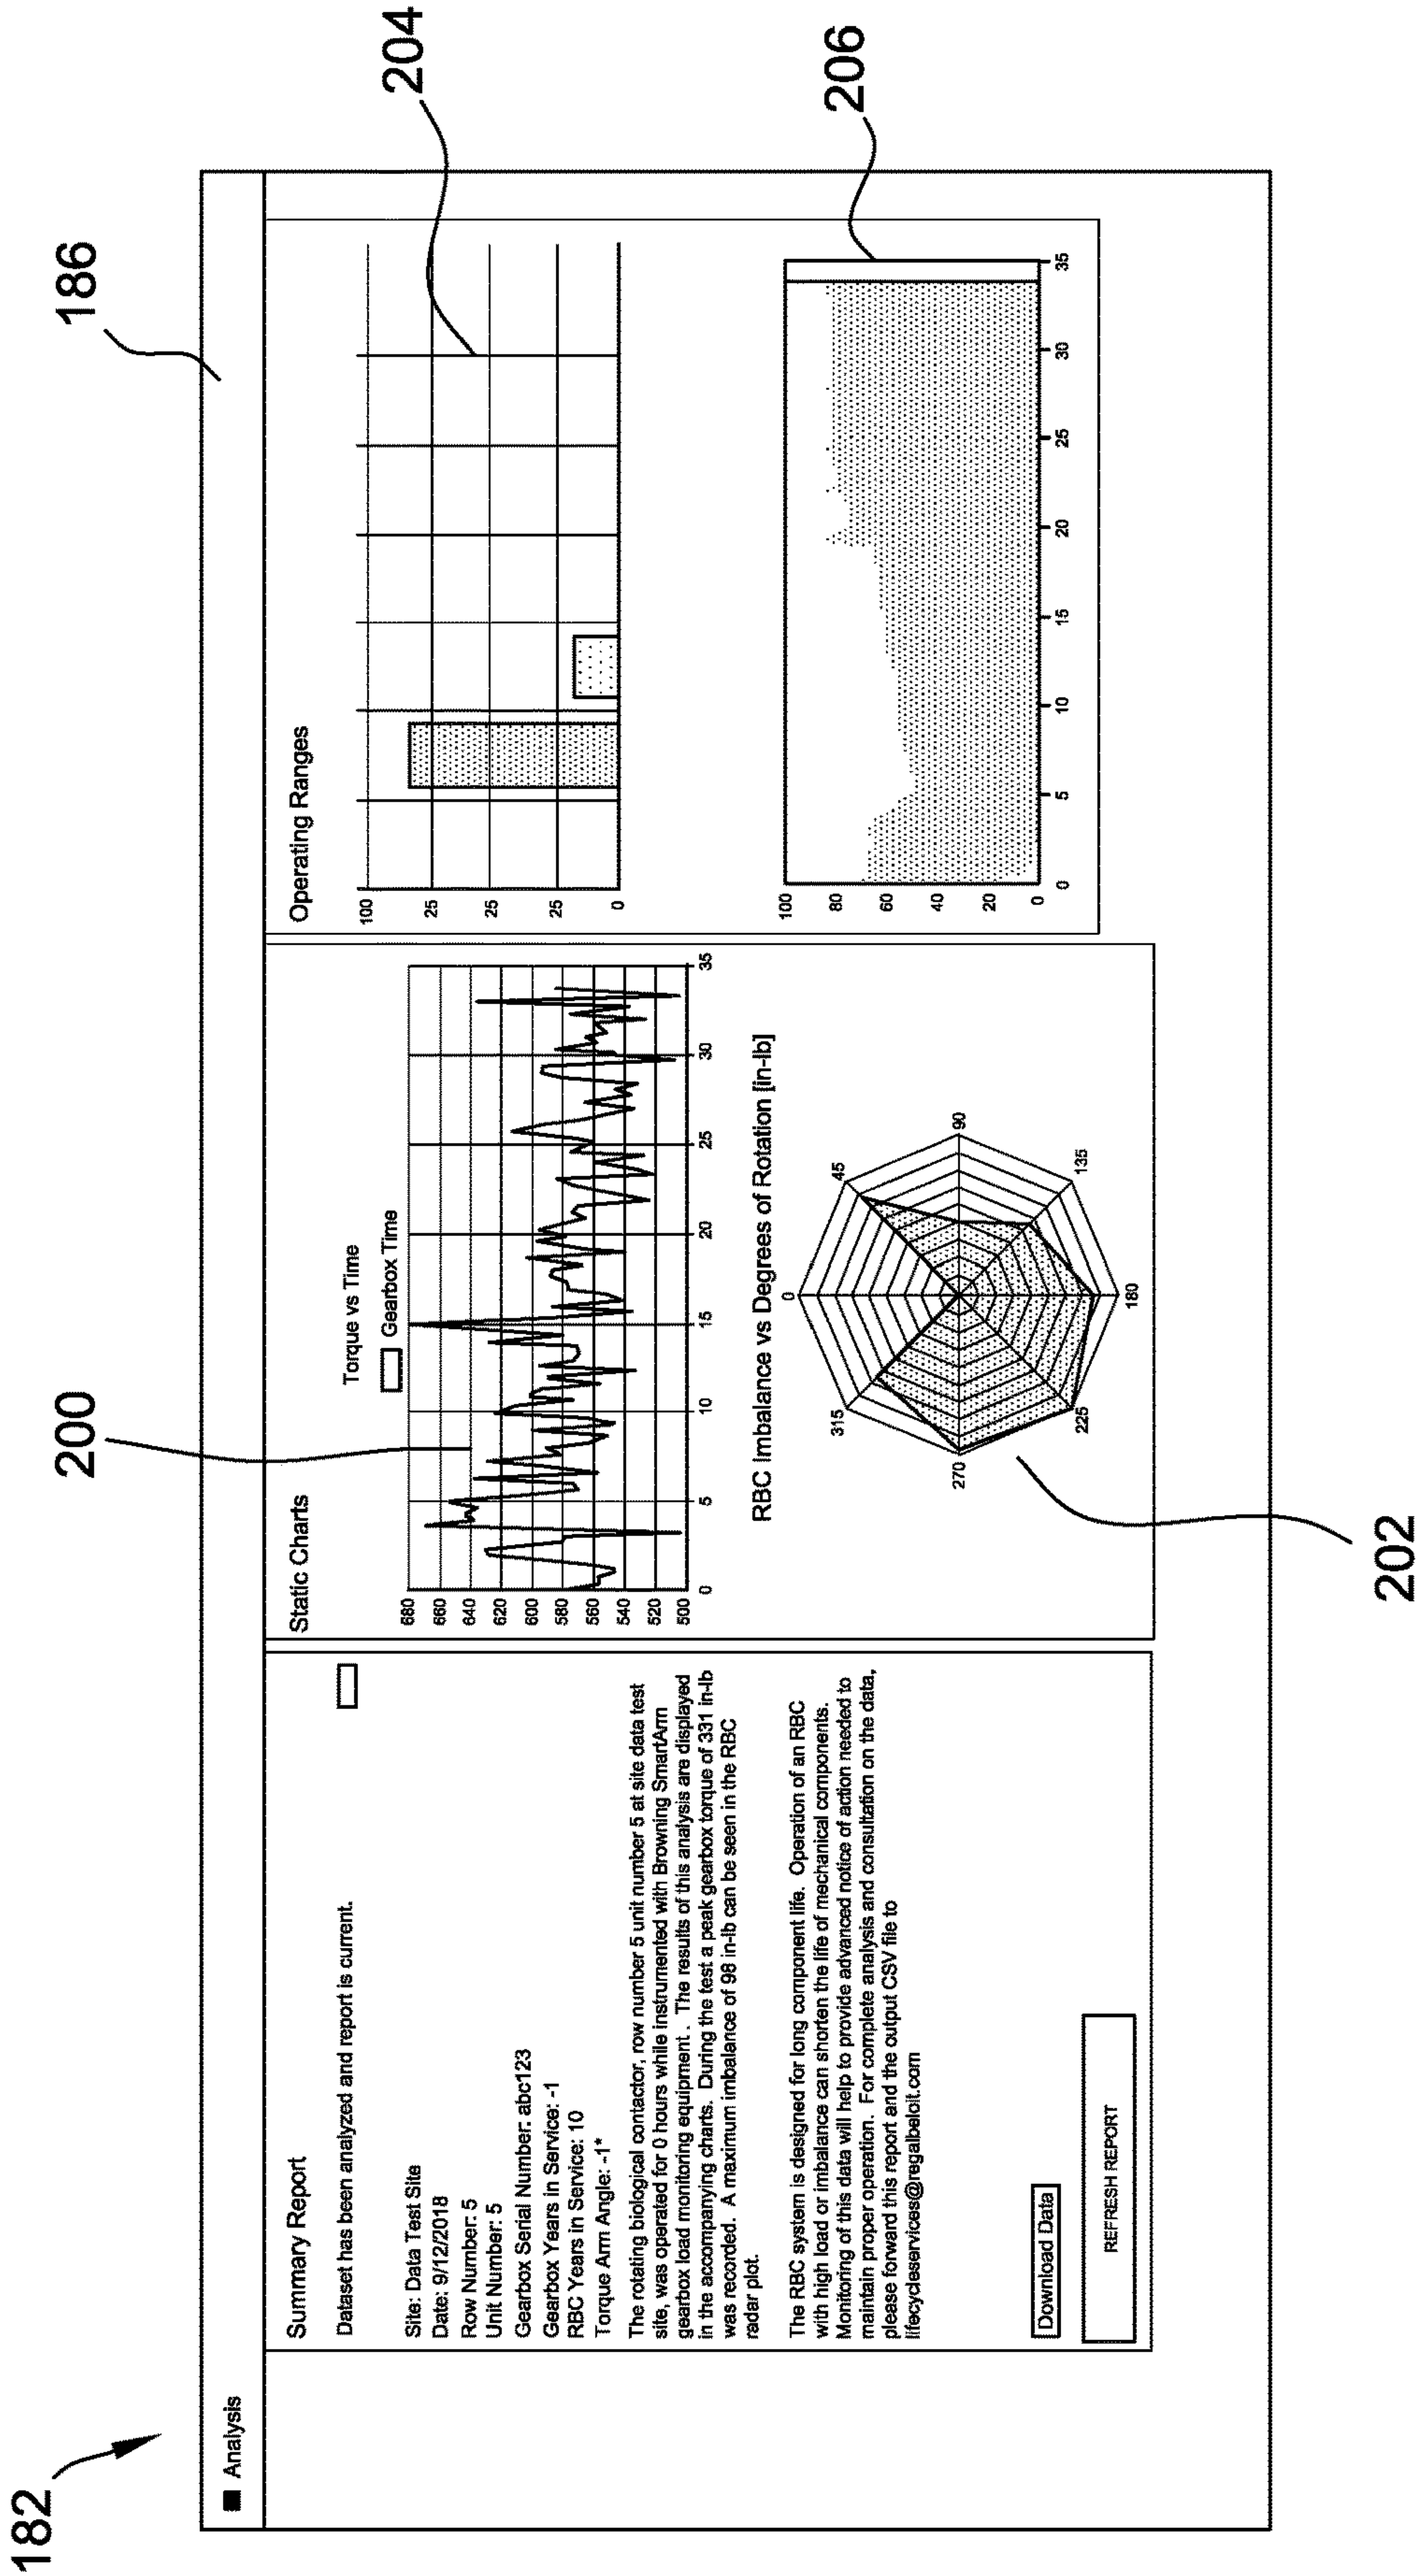 182
186
Analysis
Summary Report
Dataset has been analyzed and report is current.
Site: Data Test Site
Date: 9/12/2018
Row Number: 5
Unit Number: 5
Gearbox Serial Number: abc123
Gearbox Years in Service: -1
RBC Years in Service: 10
Torque Arm Angle: -1*
The rotating biological contactor, row number 5 unit number 5 at site data test
site, was operated for 0 hours while instrumented with Browning SmartArm
gearbox load monitoring equipment . The results of this analysis are displayed
in the accompanying charts. During the test a peak gearbox torque of 331 in-lb
was recorded. A maximum imbalance of 98 in-lb can be seen in the RBC
radar plot.
The RBC system is designed for long component life. Operation of an RBC
with high load or imbalance can shorten the life of mechanical components.
Monitoring of this data will help to provide advanced notice of action needed to
maintain proper operation. For complete analysis and consultation on the data,
please forward this report and the output CSV file to
lifecycleservices@regalbeloit.com
Download Data
REFRESH REPORT
Static Charts
200
Torque vs Time
Gearbox Time
680
660
640
620
600
580
560
540
520
500
0 5 10 15 20 25 30 35
RBC Imbalance vs Degrees of Rotation [in-lb]
0
45
90
135
180
225
270
315
202
Operating Ranges
204
100
25
25
25
0
206
100
80
60
40
20
0
0 5 10 15 20 25 30 35